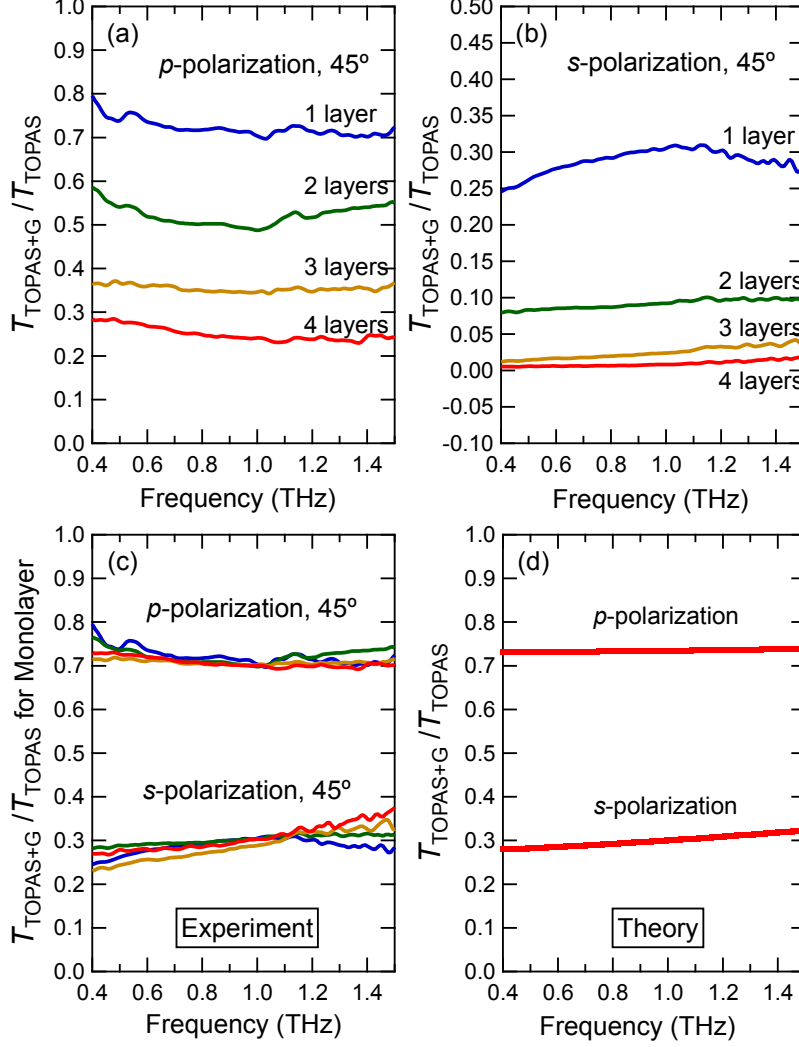 (a)
p-polarization, 45º
1 layer
2 layers
3 layers
4 layers
1.0
0.9
0.8
0.7
0.6
0.5
0.4
0.3
0.2
0.1
0.0
T_TOPAS+G /T_TOPAS
0.4 0.6 0.8 1.0 1.2 1.4
Frequency (THz)
(b)
s-polarization, 45º
1 layer
2 layers
3 layers
4 layers
0.50
0.45
0.40
0.35
0.30
0.25
0.20
0.15
0.10
0.05
0.00
-0.05
-0.10
T_TOPAS+G /T_TOPAS
0.4 0.6 0.8 1.0 1.2 1.4
Frequency (THz)
(c)
p-polarization, 45º
s-polarization, 45º
Experiment
1.0
0.9
0.8
0.7
0.6
0.5
0.4
0.3
0.2
0.1
0.0
T_TOPAS+G /T_TOPAS for Monolayer
0.4 0.6 0.8 1.0 1.2 1.4
Frequency (THz)
(d)
p-polarization
s-polarization
Theory
1.0
0.9
0.8
0.7
0.6
0.5
0.4
0.3
0.2
0.1
0.0
T_TOPAS+G /T_TOPAS
0.4 0.6 0.8 1.0 1.2 1.4
Frequency (THz)